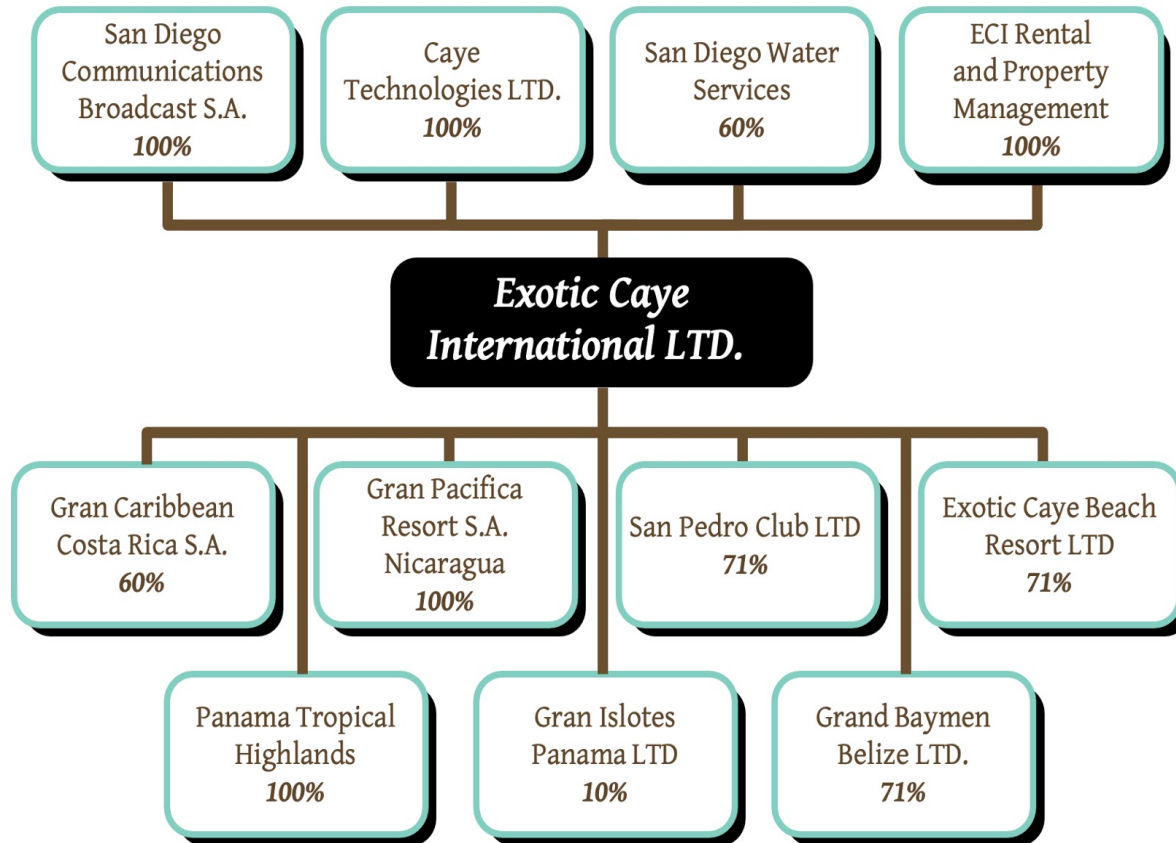 San Diego
Communications
Broadcast S.A.
100%
Caye
Technologies LTD.
100%
San Diego Water
Services
60%
ECI Rental
and Property
Management
100%
Exotic Caye
International LTD.
Gran Caribbean
Costa Rica S.A.
60%
Gran Pacifica
Resort S.A.
Nicaragua
100%
San Pedro Club LTD
71%
Exotic Caye Beach
Resort LTD
71%
Panama Tropical
Highlands
100%
Gran Islotes
Panama LTD
10%
Grand Baymen
Belize LTD.
71%